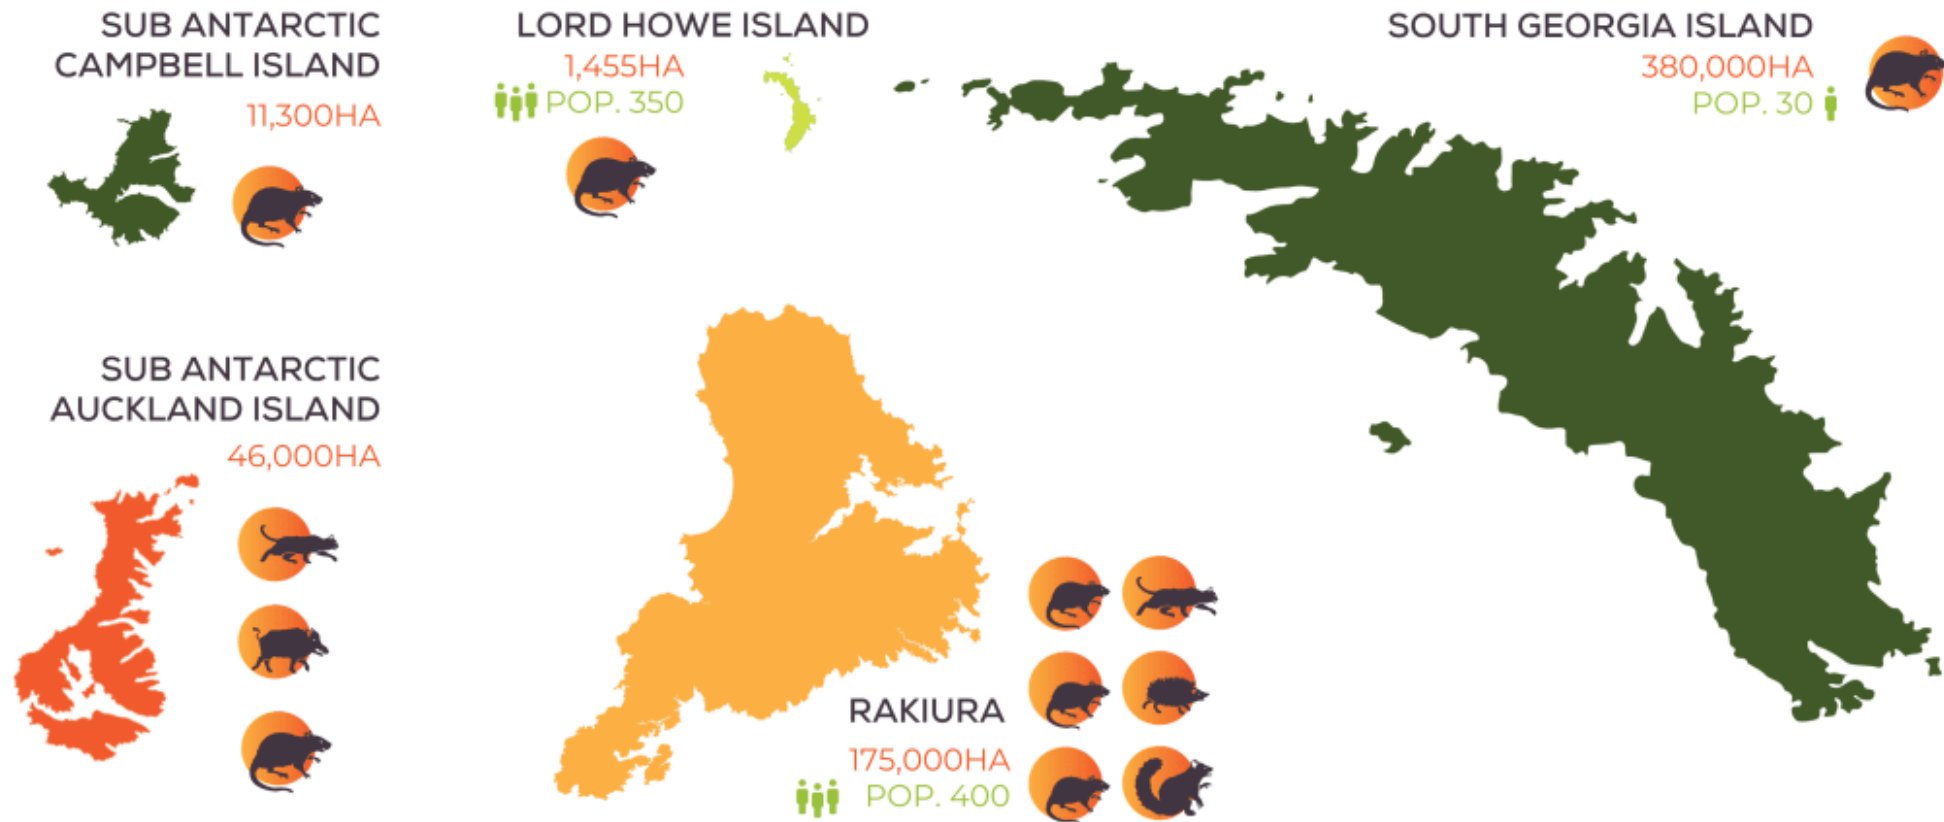 SUB ANTARCTIC
CAMPBELL ISLAND
11,300HA
LORD HOWE ISLAND
1,455HA
POP. 350
SOUTH GEORGIA ISLAND
380,000HA
POP. 30
SUB ANTARCTIC
AUCKLAND ISLAND
46,000HA
RAKIURA
175,000HA
POP. 400